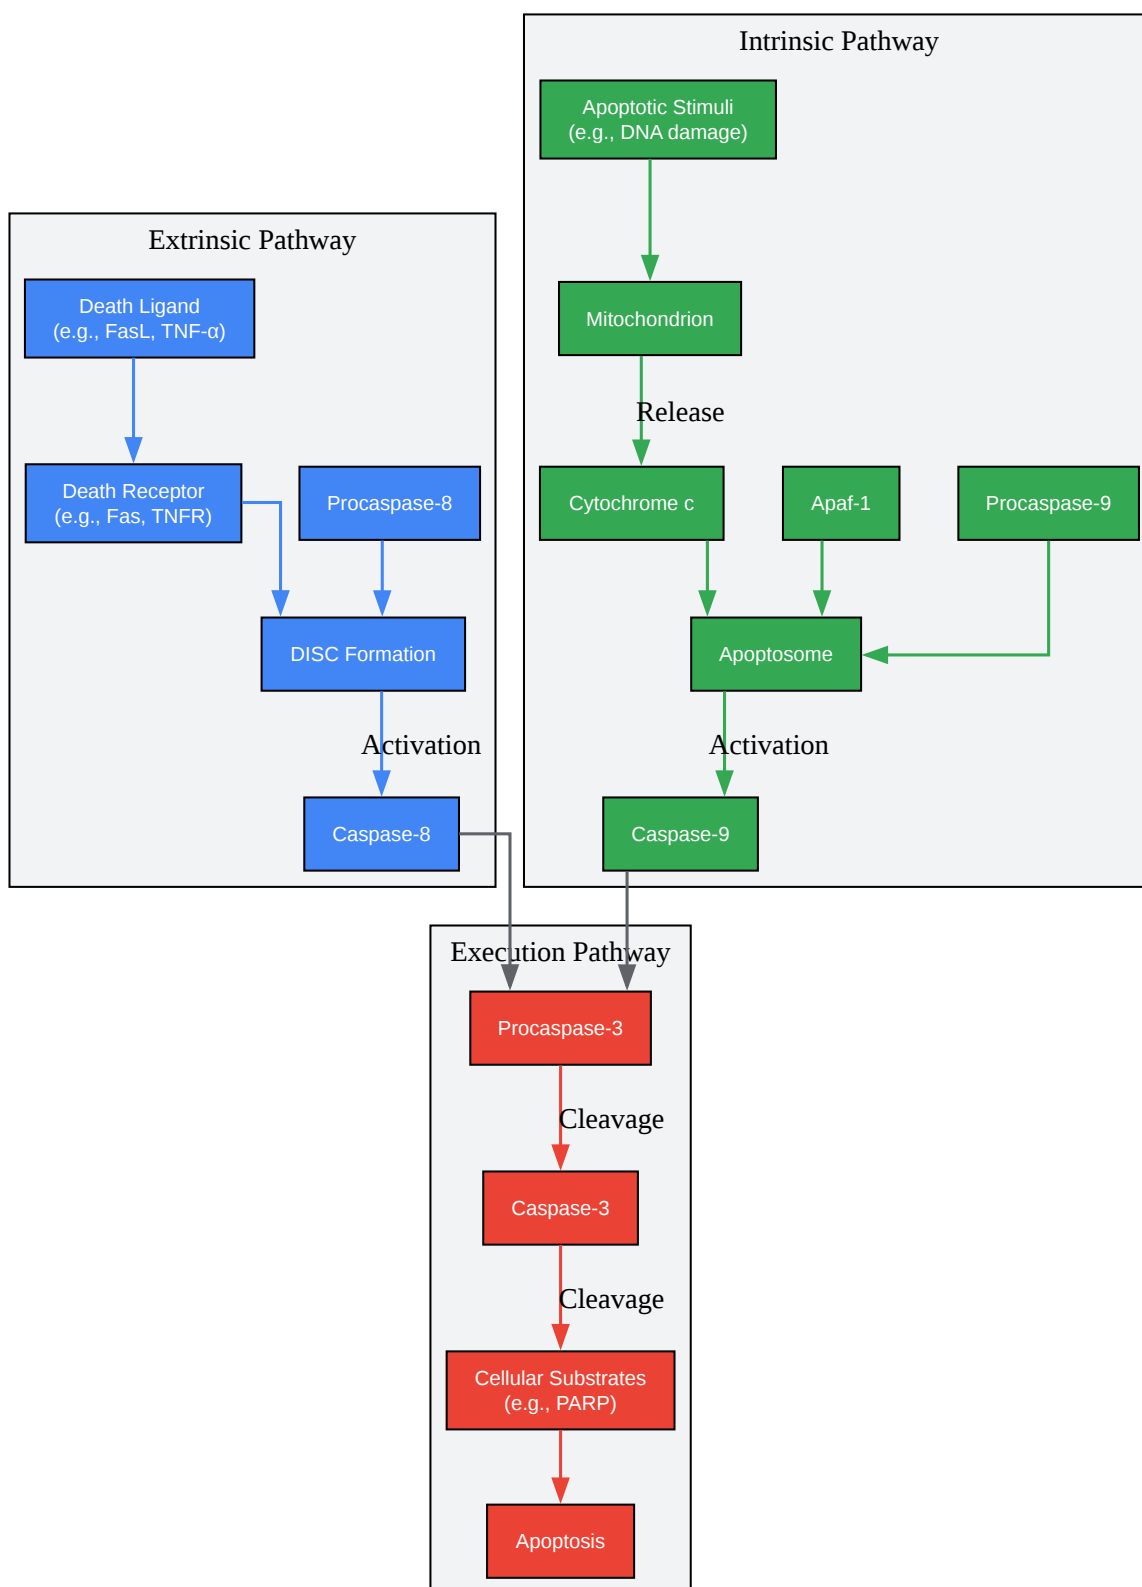 Intrinsic Pathway
Apoptotic Stimuli
(e.g., DNA damage)
Mitochondrion
Release
Cytochrome c
Apaf-1
Procaspase-9
Apoptosome
Activation
Caspase-9
Extrinsic Pathway
Death Ligand
(e.g., FasL, TNF-α)
Death Receptor
(e.g., Fas, TNFR)
Procaspase-8
DISC Formation
Activation
Caspase-8
Execution Pathway
Procaspase-3
Cleavage
Caspase-3
Cleavage
Cellular Substrates
(e.g., PARP)
Apoptosis